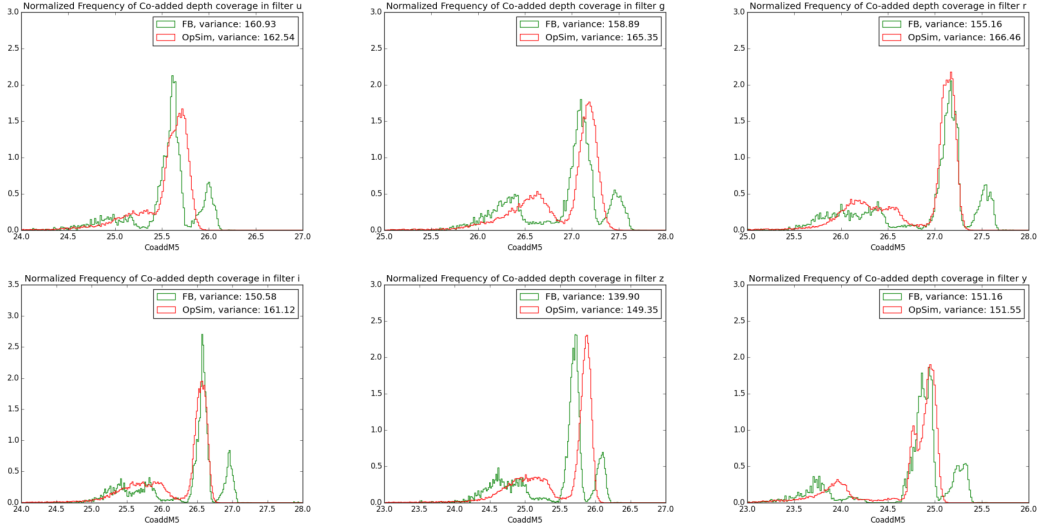 Normalized Frequency of Co-added depth coverage in filter u
3.0
2.5
2.0
1.5
1.0
0.5
0.0
FB, variance: 160.93
OpSim, variance: 162.54
24.0 24.5 25.0 25.5 26.0 26.5 27.0
CoaddM5
Normalized Frequency of Co-added depth coverage in filter g
3.0
2.5
2.0
1.5
1.0
0.5
0.0
FB, variance: 158.89
OpSim, variance: 165.35
25.0 25.5 26.0 26.5 27.0 27.5 28.0
CoaddM5
Normalized Frequency of Co-added depth coverage in filter r
3.0
2.5
2.0
1.5
1.0
0.5
0.0
FB, variance: 155.16
OpSim, variance: 166.46
25.0 25.5 26.0 26.5 27.0 27.5 28.0
CoaddM5
Normalized Frequency of Co-added depth coverage in filter i
3.5
3.0
2.5
2.0
1.5
1.0
0.5
0.0
FB, variance: 150.58
OpSim, variance: 161.12
24.0 24.5 25.0 25.5 26.0 26.5 27.0 27.5 28.0
CoaddM5
Normalized Frequency of Co-added depth coverage in filter z
3.0
2.5
2.0
1.5
1.0
0.5
0.0
FB, variance: 139.90
OpSim, variance: 149.35
23.0 23.5 24.0 24.5 25.0 25.5 26.0 26.5 27.0
CoaddM5
Normalized Frequency of Co-added depth coverage in filter y
3.0
2.5
2.0
1.5
1.0
0.5
0.0
FB, variance: 151.16
OpSim, variance: 151.55
23.0 23.5 24.0 24.5 25.0 25.5 26.0
CoaddM5